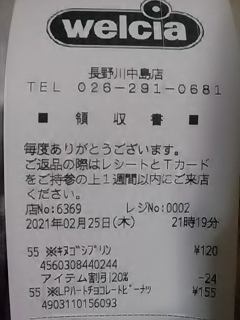 welcia
長野川中島店
TEL 026-291-0681
■ 領 収 書 ■
毎度ありがとうございます。
ご返品の際はレシートとTカード
をご持参の上1週間以内にご来店
ください。
店No:6369 レジNo:0002
2021年02月25日(木) 21時19分
55 ※キヌゴシプリン ¥120
4560308440244
アイテム割引20% -24
55 ※LPハートチョコレートピーナツ ¥155
4903110156093